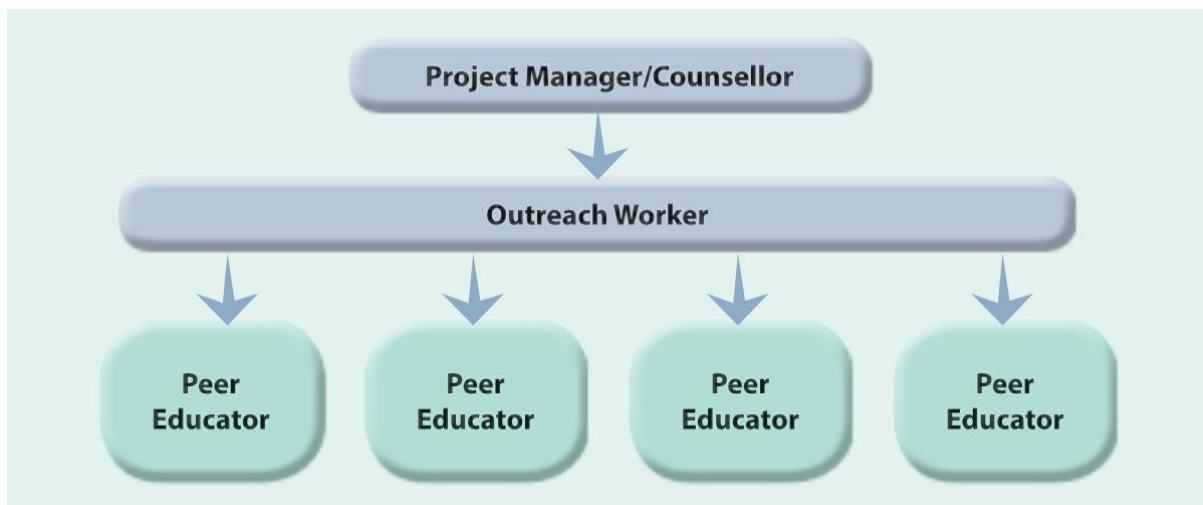 Project Manager/Counsellor
Outreach Worker
Peer
Educator
Peer
Educator
Peer
Educator
Peer
Educator